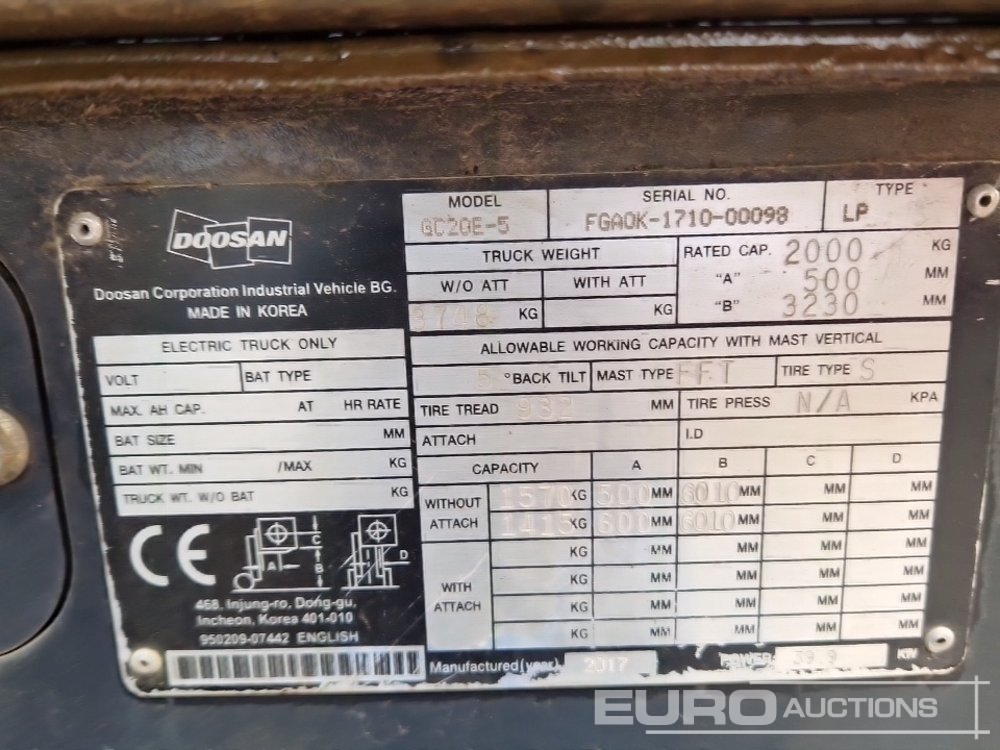 DOOSAN
Doosan Corporation Industrial Vehicle BG.
MADE IN KOREA
ELECTRIC TRUCK ONLY
VOLT BAT TYPE
MAX. AH CAP. AT HR RATE
BAT SIZE MM
BAT WT. MIN /MAX KG
TRUCK WT. W/O BAT KG
CE
A B C D
468, Injung-ro, Dong-gu,
Incheon, Korea 401-010
950209-07442 ENGLISH
MODEL SERIAL NO. TYPE
GC20E-5 FGA0K-1710-00098 LP
TRUCK WEIGHT
W/O ATT WITH ATT
3748 KG KG
RATED CAP. 2000 KG
"A" 500 MM
"B" 3230 MM
ALLOWABLE WORKING CAPACITY WITH MAST VERTICAL
5 °BACK TILT MAST TYPE FFT TIRE TYPE S
TIRE TREAD 932 MM TIRE PRESS N/A KPA
ATTACH I.D
CAPACITY A B C D
WITHOUT ATTACH
1570 KG 500 MM 6010 MM MM MM
1415 KG 600 MM 6010 MM MM MM
WITH ATTACH
KG MM MM MM MM
KG MM MM MM MM
KG MM MM MM MM
KG MM MM MM MM
Manufactured(year) 2017 POWER 39.9 KW
EURO AUCTIONS